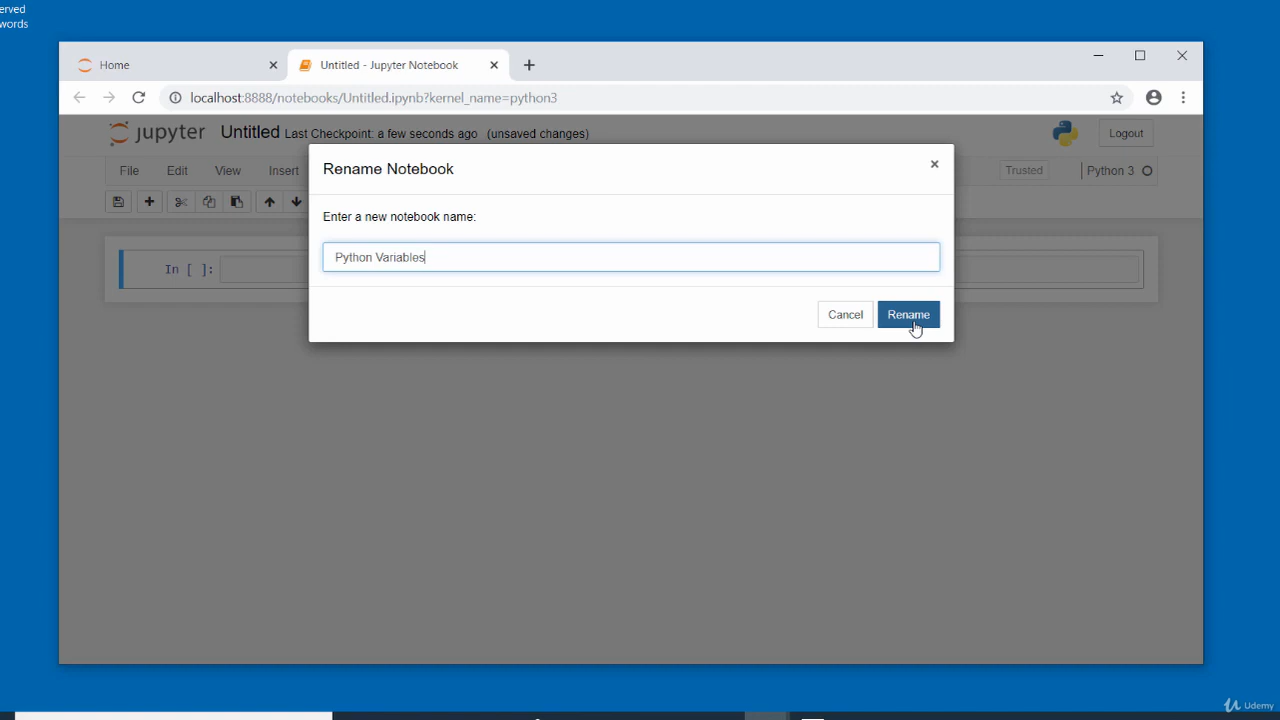 erved
words
Home
Untitled - Jupyter Notebook
localhost:8888/notebooks/Untitled.ipynb?kernel_name=python3
jupyter Untitled Last Checkpoint: a few seconds ago (unsaved changes)
Logout
File Edit View Insert
Trusted
Python 3
Rename Notebook
Enter a new notebook name:
Python Variables
Cancel
Rename
In [ ]:
Udemy